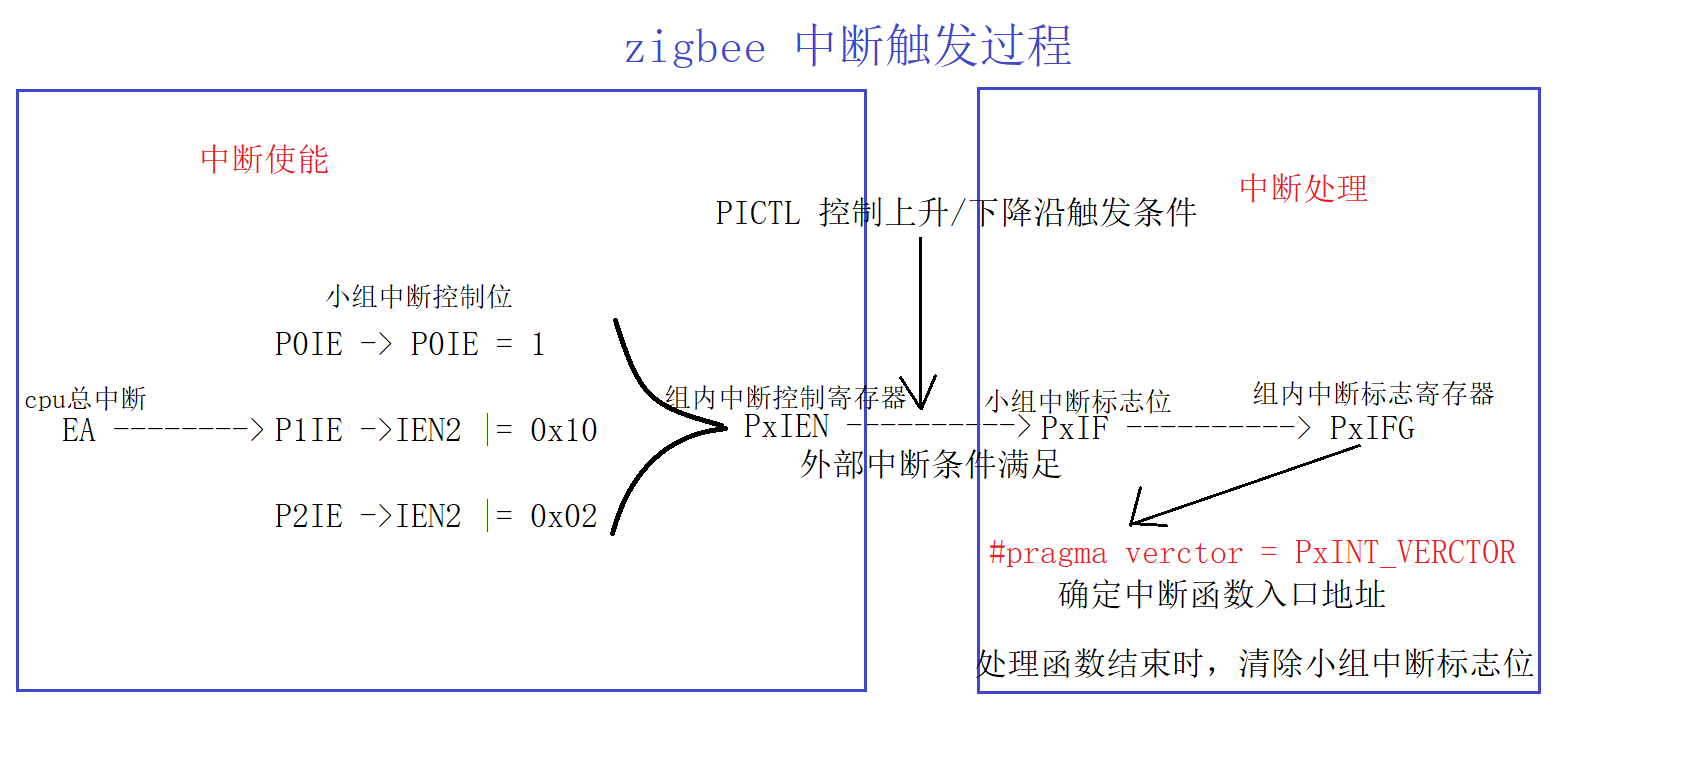 zigbee 中断触发过程
中断使能
中断处理
PICTL 控制上升/下降沿触发条件
小组中断控制位
P0IE -> P0IE = 1
cpu总中断
组内中断控制寄存器
小组中断标志位
组内中断标志寄存器
EA --------> P1IE ->IEN2 |= 0x10
PxIEN ----------> PxIF ----------> PxIFG
外部中断条件满足
P2IE ->IEN2 |= 0x02
#pragma verctor = PxINT_VERCTOR
确定中断函数入口地址
处理函数结束时，清除小组中断标志位